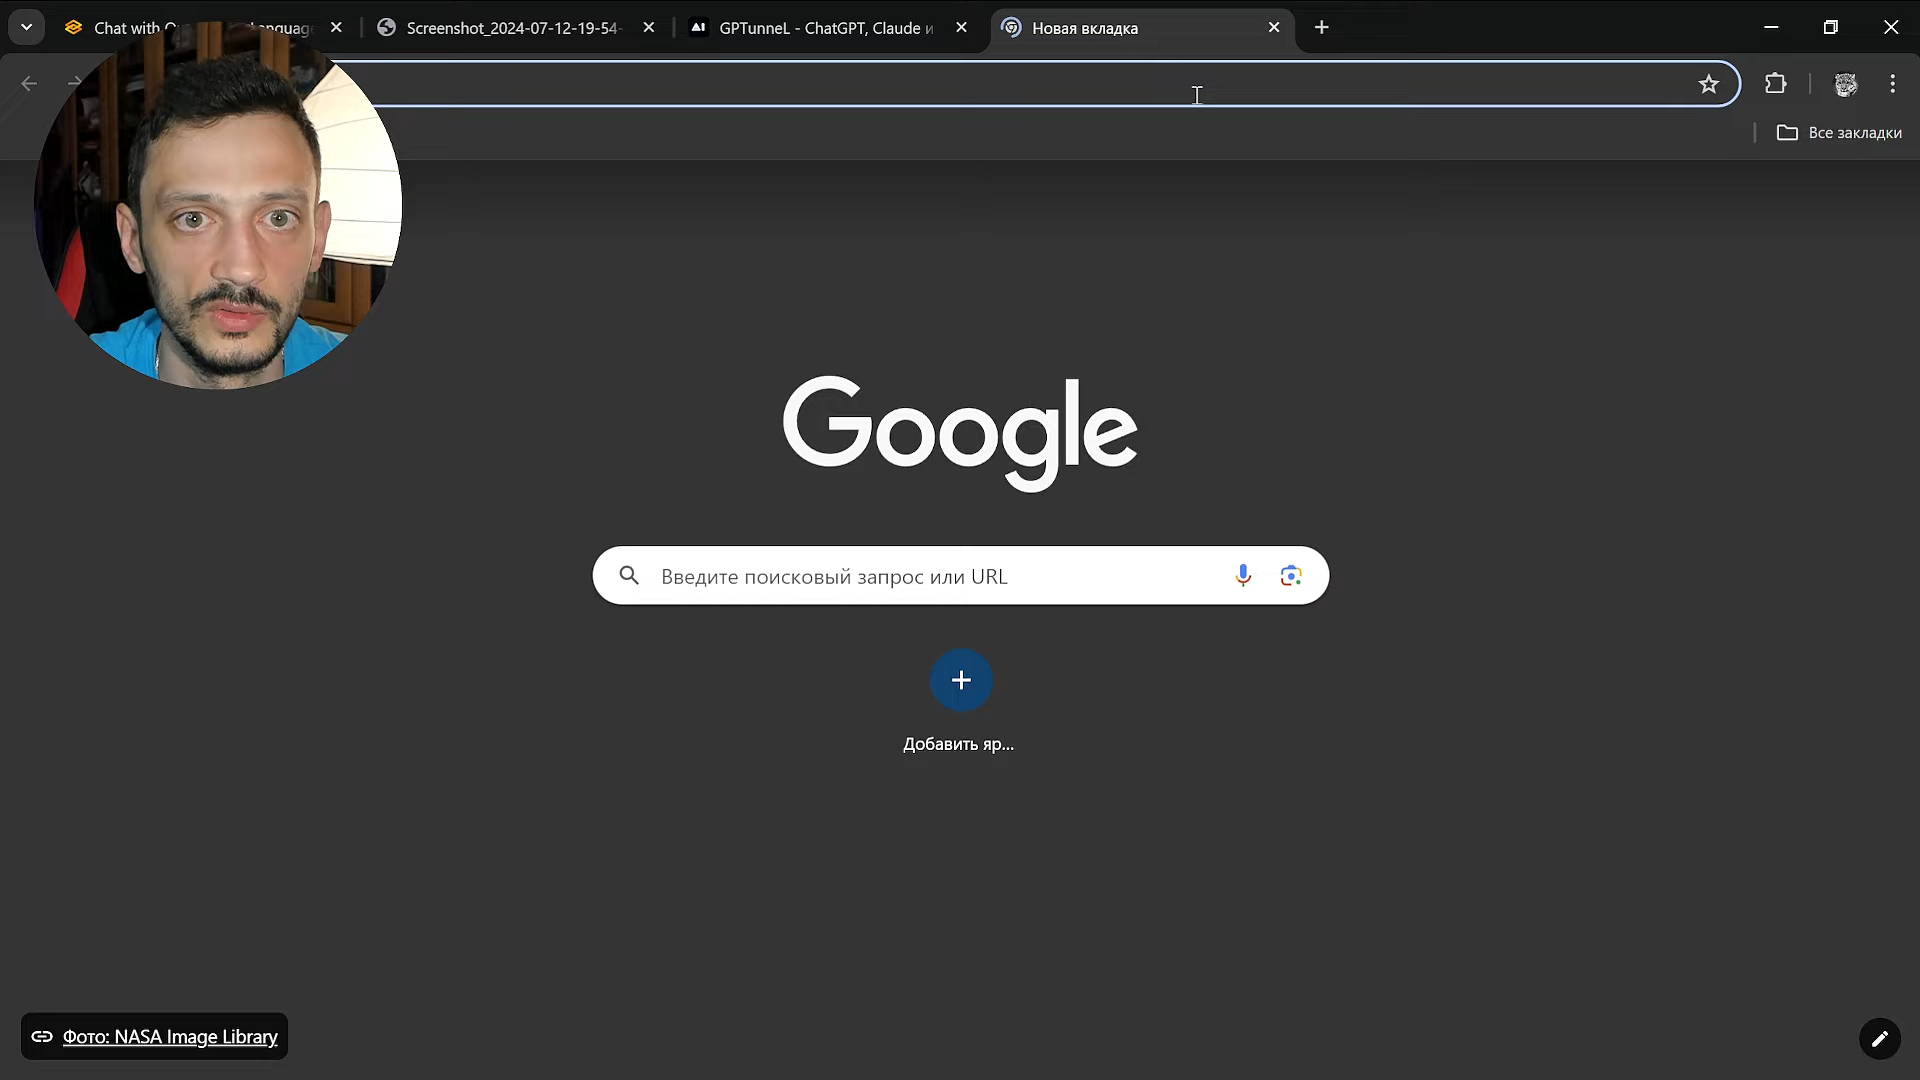 Chat with
Screenshot_2024-07-12-19-54-
GPTunneL - ChatGPT, Claude и
Новая вкладка
Все закладки
Google
Введите поисковый запрос или URL
Добавить яр...
Фото: NASA Image Library